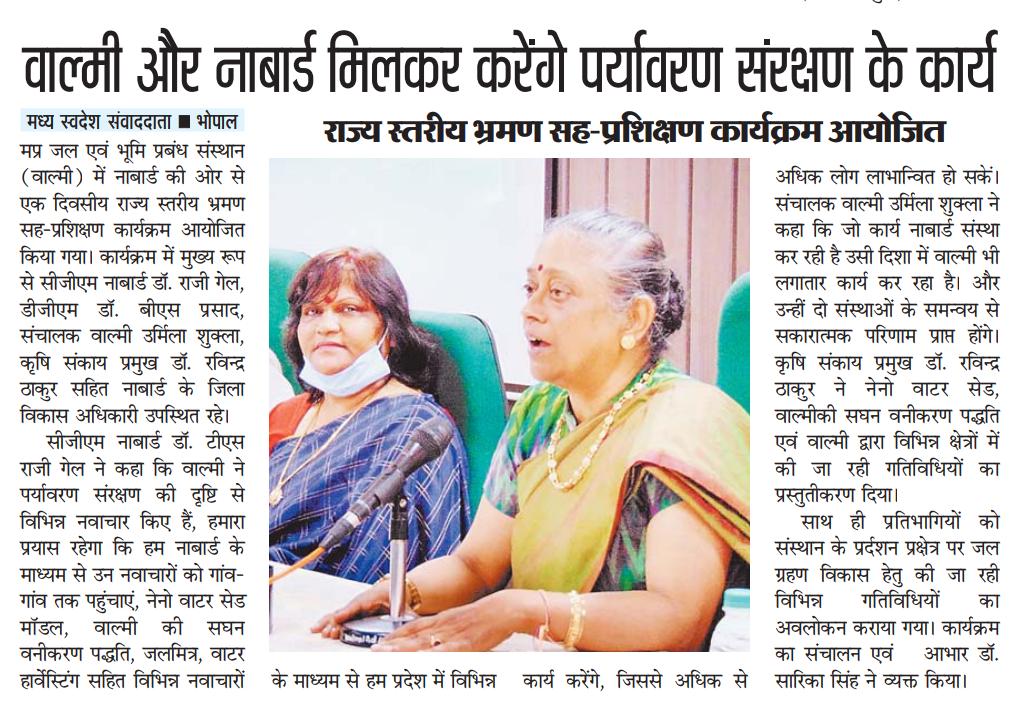 वाल्मी और नाबार्ड मिलकर करेंगे पर्यावरण संरक्षण के कार्य
मध्य स्वदेश संवाददाता ■ भोपाल
राज्य स्तरीय भ्रमण सह-प्रशिक्षण कार्यक्रम आयोजित
मप्र जल एवं भूमि प्रबंध संस्थान
(वाल्मी) में नाबार्ड की ओर से
एक दिवसीय राज्य स्तरीय भ्रमण
सह-प्रशिक्षण कार्यक्रम आयोजित
किया गया। कार्यक्रम में मुख्य रूप
से सीजीएम नाबार्ड डॉ. राजी गेल,
डीजीएम डॉ. बीएस प्रसाद,
संचालक वाल्मी उर्मिला शुक्ला,
कृषि संकाय प्रमुख डॉ. रविन्द्र
ठाकुर सहित नाबार्ड के जिला
विकास अधिकारी उपस्थित रहे।
सीजीएम नाबार्ड डॉ. टीएस
राजी गेल ने कहा कि वाल्मी ने
पर्यावरण संरक्षण की दृष्टि से
विभिन्न नवाचार किए हैं, हमारा
प्रयास रहेगा कि हम नाबार्ड के
माध्यम से उन नवाचारों को गांव-
गांव तक पहुंचाएं, नेनो वाटर सेड
मॉडल, वाल्मी की सघन
वनीकरण पद्धति, जलमित्र, वाटर
हार्वेस्टिंग सहित विभिन्न नवाचारों
के माध्यम से हम प्रदेश में विभिन्न
कार्य करेंगे, जिससे अधिक से
अधिक लोग लाभान्वित हो सकें।
संचालक वाल्मी उर्मिला शुक्ला ने
कहा कि जो कार्य नाबार्ड संस्था
कर रही है उसी दिशा में वाल्मी भी
लगातार कार्य कर रहा है। और
उन्हीं दो संस्थाओं के समन्वय से
सकारात्मक परिणाम प्राप्त होंगे।
कृषि संकाय प्रमुख डॉ. रविन्द्र
ठाकुर ने नेनो वाटर सेड,
वाल्मीकी सघन वनीकरण पद्धति
एवं वाल्मी द्वारा विभिन्न क्षेत्रों में
की जा रही गतिविधियों का
प्रस्तुतीकरण दिया।
साथ ही प्रतिभागियों को
संस्थान के प्रर्दशन प्रक्षेत्र पर जल
ग्रहण विकास हेतु की जा रही
विभिन्न गतिविधियों का
अवलोकन कराया गया। कार्यक्रम
का संचालन एवं आभार डॉ.
सारिका सिंह ने व्यक्त किया।